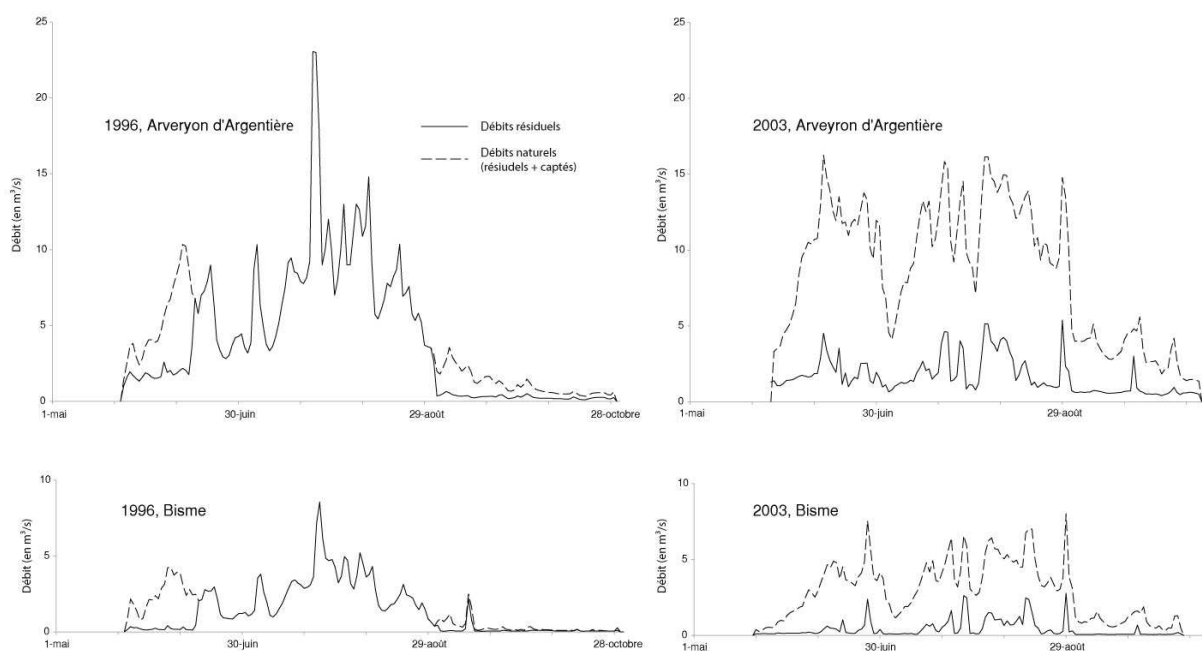 25
20
15
10
5
0
Débit (en m³/s)
1996, Arveryon d'Argentière
Débits résiduels
Débits naturels
(résiudels + captés)
1-mai
30-juin
29-août
28-octobre
25
20
15
10
5
0
Débit (en m³/s)
2003, Arveyron d'Argentière
1-mai
30-juin
29-août
10
5
0
Débit (en m³/s)
1996, Bisme
1-mai
30-juin
29-août
28-octobre
10
5
0
Débit (en m³/s)
2003, Bisme
1-mai
30-juin
29-août